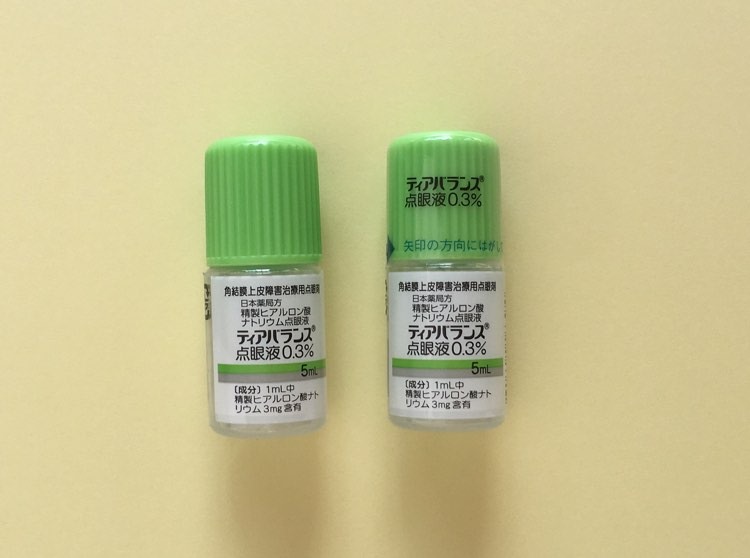 角結膜上皮障害治療用点眼剤
日本薬局方
精製ヒアルロン酸
ナトリウム点眼液
ティアバランス®
点眼液0.3%
5mL
〔成分〕1mL中
精製ヒアルロン酸ナト
リウム3mg含有
ティアバランス®
点眼液0.3%
矢印の方向にはがし
角結膜上皮障害治療用点眼剤
日本薬局方
精製ヒアルロン酸
ナトリウム点眼液
ティアバランス®
点眼液0.3%
5mL
〔成分〕1mL中
精製ヒアルロン酸ナト
リウム3mg含有